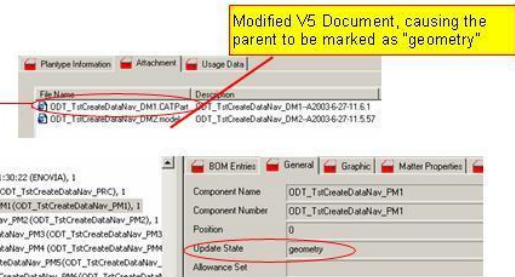 Modified V5 Document, causing the
parent to be marked as "geometry"
Plantype Information Attachment Usage Data
File Name Description
ODT_TstCreateDataNav_DM1.CATPart ODT_TstCreateDataNav_DM1--A2003-6-27-11.6.1
ODT_TstCreateDataNav_DM2.model ODT_TstCreateDataNav_DM2--A2003-6-27-11.5.57
BOM Entries General Graphic Matter Properties
1:30:22 (ENOVIA), 1
ODT_TstCreateDataNav_PRC), 1
M1(ODT_TstCreateDataNav_PM1), 1
av_PM2(ODT_TstCreateDataNav_PM2), 1
ataNav_PM3(ODT_TstCreateDataNav_PM3
ataNav_PM4 (ODT_TstCreateDataNav_PM4
teDataNav_PM5(ODT_TstCreateDataNav_
Component Name ODT_TstCreateDataNav_PM1
Component Number ODT_TstCreateDataNav_PM1
Position 0
Update State geometry
Allowance Set